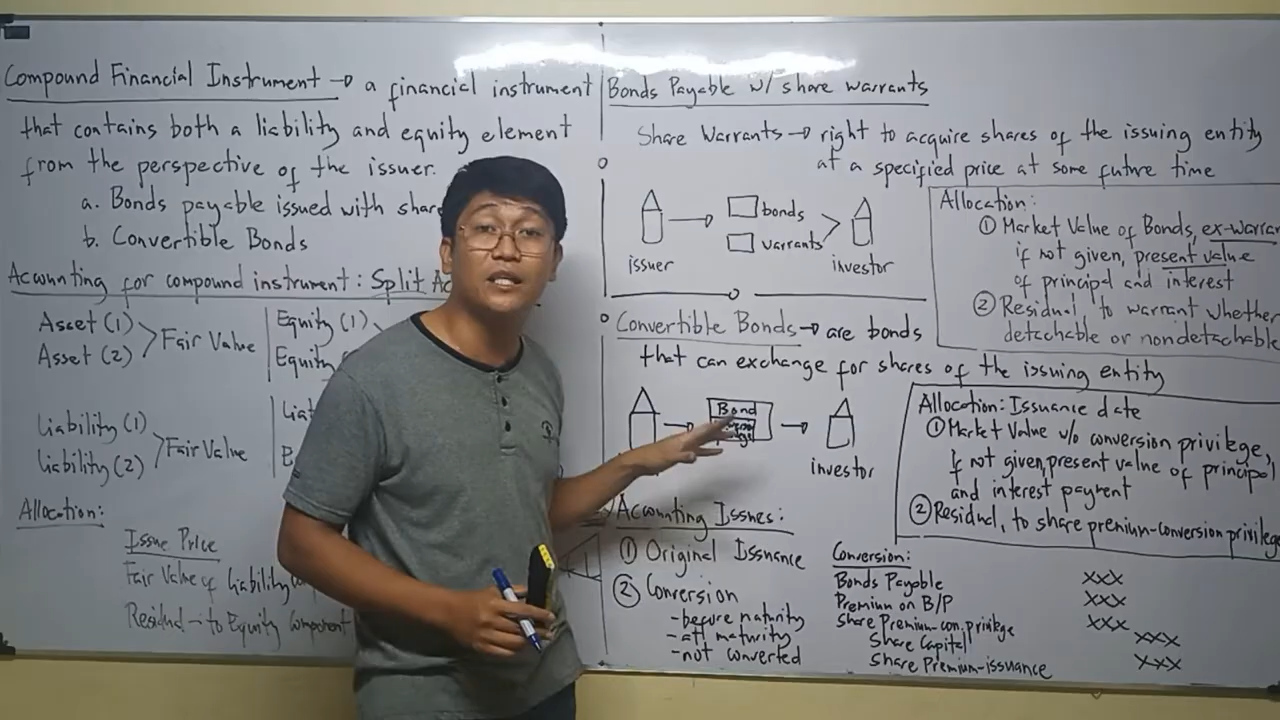 Compound Financial Instrument → a financial instrument
that contains both a liability and equity element
from the perspective of the issuer.
a. Bonds payable issued with
b. Convertible Bonds
Accounting for compound instrument: Split
Asset (1)
Asset (2)
Fair Value
Equity (1)
Liability (1)
Liability (2)
Fair Value
Allocation:
Issue Price
Fair Value of Liability
Residual - to Equity Component
Bonds Payable w/ share warrants
Share Warrants → right to acquire shares of the issuing entity
at a specified price at some future time
issuer
bonds
warrants
investor
Allocation:
① Market Value of Bonds,
if not given, present value
of principal and interest
② Residual to warrant whether
detachable or nondetachable
Convertible Bonds → are bonds
that can exchange for shares of the issuing entity
Bond
investor
Allocation: Issuance date
① Market Value w/o conversion privilege,
if not given, present value of principal
and interest payment
② Residual, to share premium-conversion privilege
Accounting Issues:
① Original Issuance
② Conversion
-before maturity
-att maturity
-not converted
Conversion:
Bonds Payable xxx
Premium on B/P xxx
Share Premium-con. privilege xxx
Share Capital xxx
Share Premium-issuance xxx